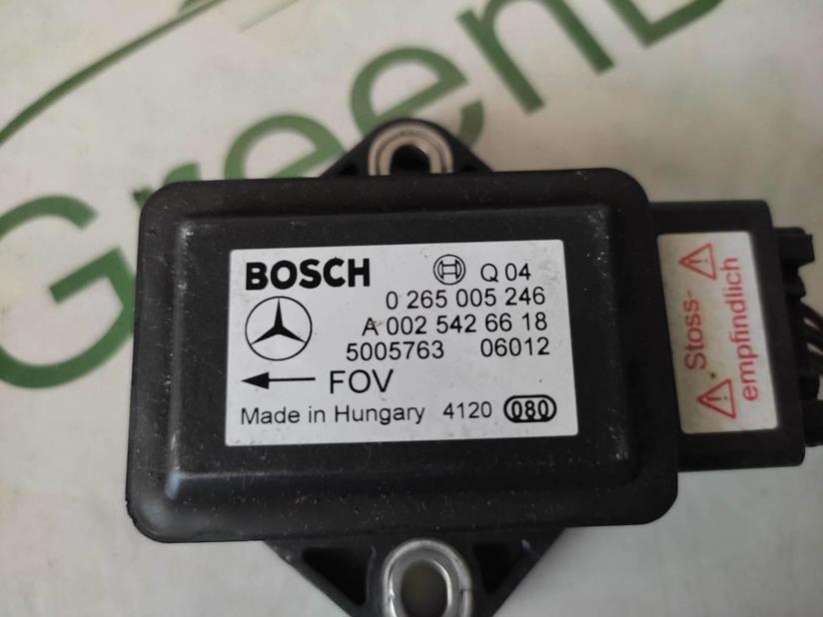 GreenL
BOSCH Q 04
0 265 005 246
A 002 542 66 18
5005763 06012
FOV
Made in Hungary 4120 080
Stoss-
empfindlich